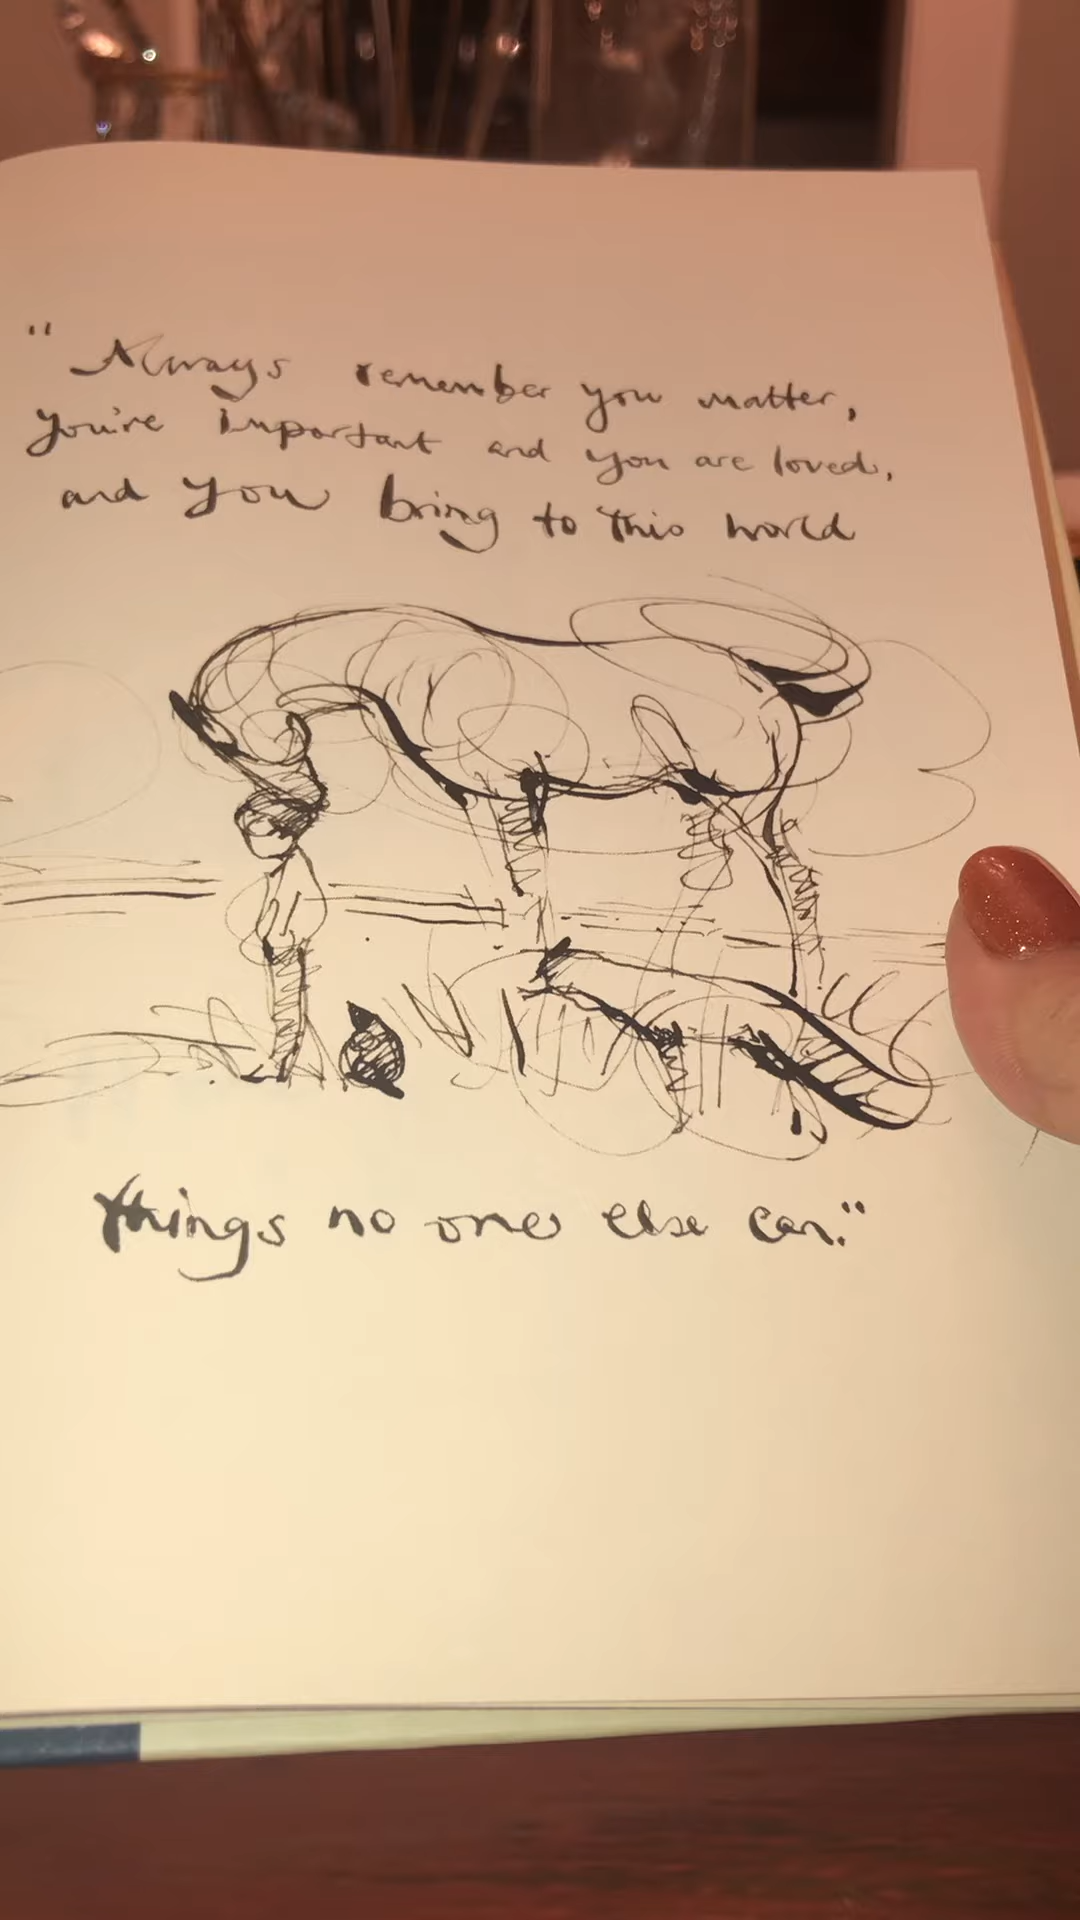 "Always remember you matter,
you're important and you are loved,
and you bring to this world
things no one else can."